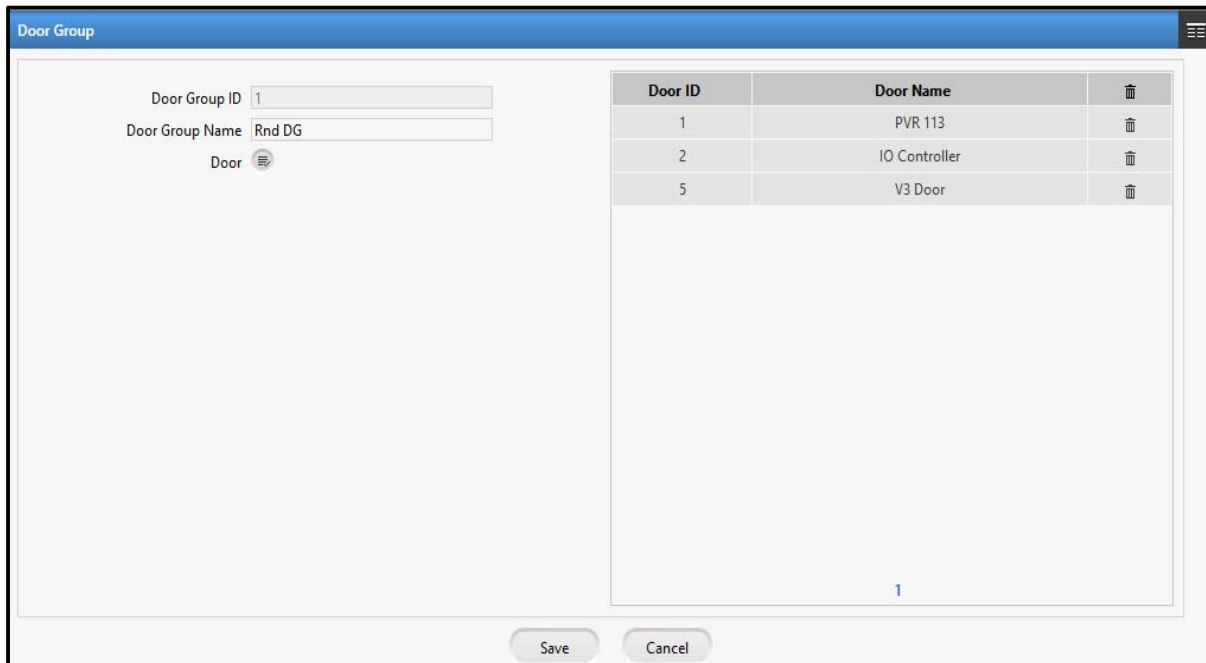 Door Group
Door Group ID 1
Door Group Name Rnd DG
Door
Door ID Door Name
1 PVR 113
2 IO Controller
5 V3 Door
1
Save Cancel